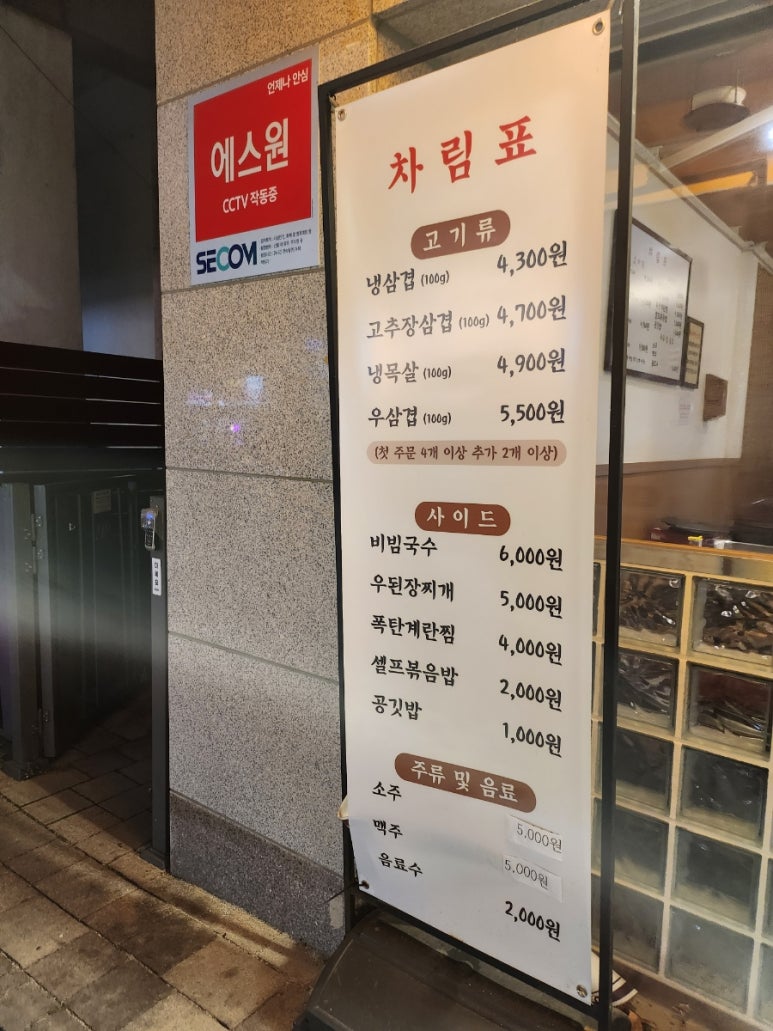 언제나 안심
에스원
CCTV 작동중
SECOM
차림표
고기류
냉삼겹 (100g) 4,300원
고추장삼겹 (100g) 4,700원
냉목살 (100g) 4,900원
우삼겹 (100g) 5,500원
(첫 주문 4개 이상 추가 2개 이상)
사이드
비빔국수 6,000원
우된장찌개 5,000원
폭탄계란찜 4,000원
셀프볶음밥 2,000원
공깃밥 1,000원
주류 및 음료
소주 5,000원
맥주 5,000원
음료수 2,000원